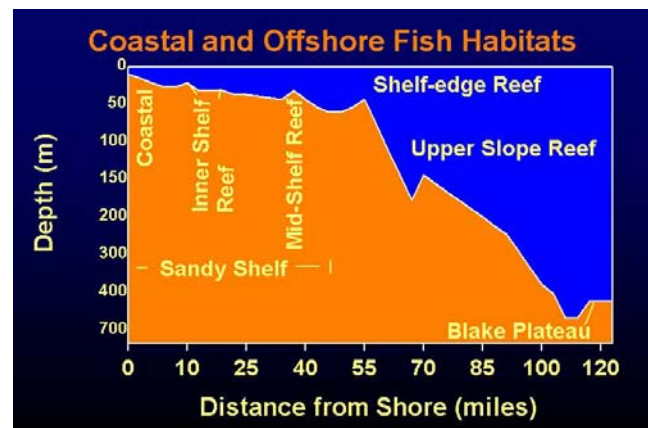 Coastal and Offshore Fish Habitats
0
50
100
150
200
300
400
700
Depth (m)
Shelf-edge Reef
Upper Slope Reef
Coastal
Inner Shelf
Reef
Mid-Shelf Reef
Sandy Shelf
Blake Plateau
0 10 25 40 55 70 85 100 120
Distance from Shore (miles)